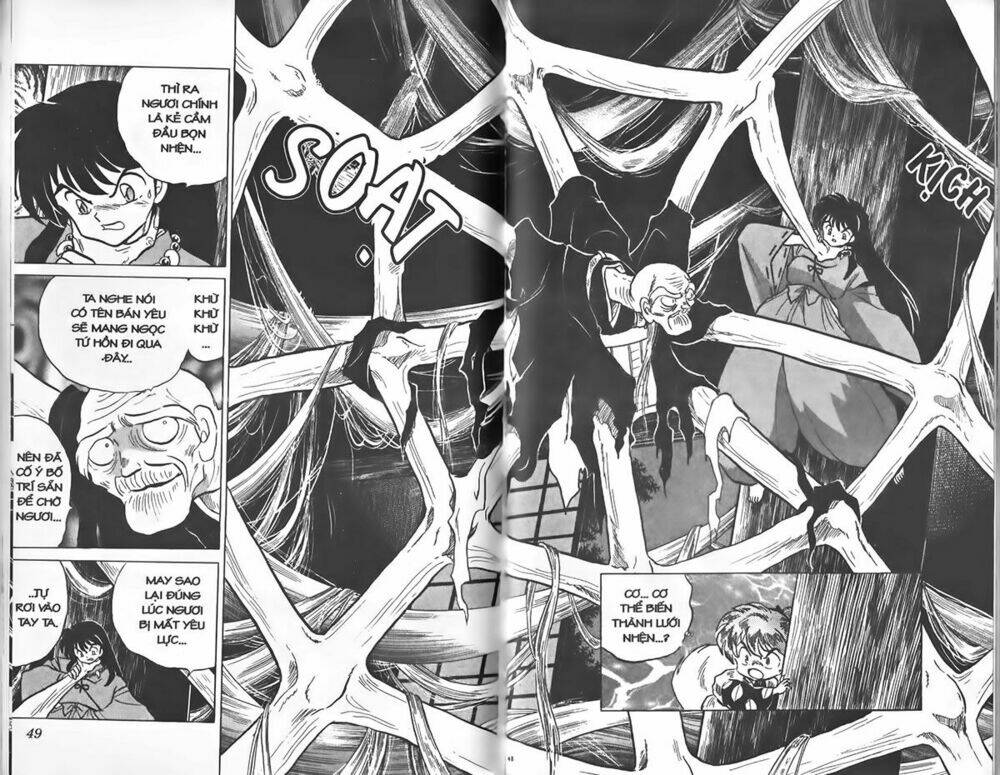 KỊCH
SOẠT
CƠ... CƠ
THỂ BIẾN
THÀNH LƯỚI
NHỆN...?
48
THÌ RA
NGƯƠI CHÍNH
LÀ KẺ CẦM
ĐẦU BỌN
NHỆN...
KHỪ
KHỪ
KHỪ
...
TA NGHE NÓI
CÓ TÊN BÁN YÊU
SẼ MANG NGỌC
TỨ HỒN ĐI QUA
ĐÂY...
NÊN ĐÃ
CỐ Ý BỐ
TRÍ SẴN
ĐỂ CHỜ
NGƯƠI...
MAY SAO
LẠI ĐÚNG
LÚC NGƯƠI
BỊ MẤT YÊU
LỰC...
..TỰ
RƠI VÀO
TAY TA.
49